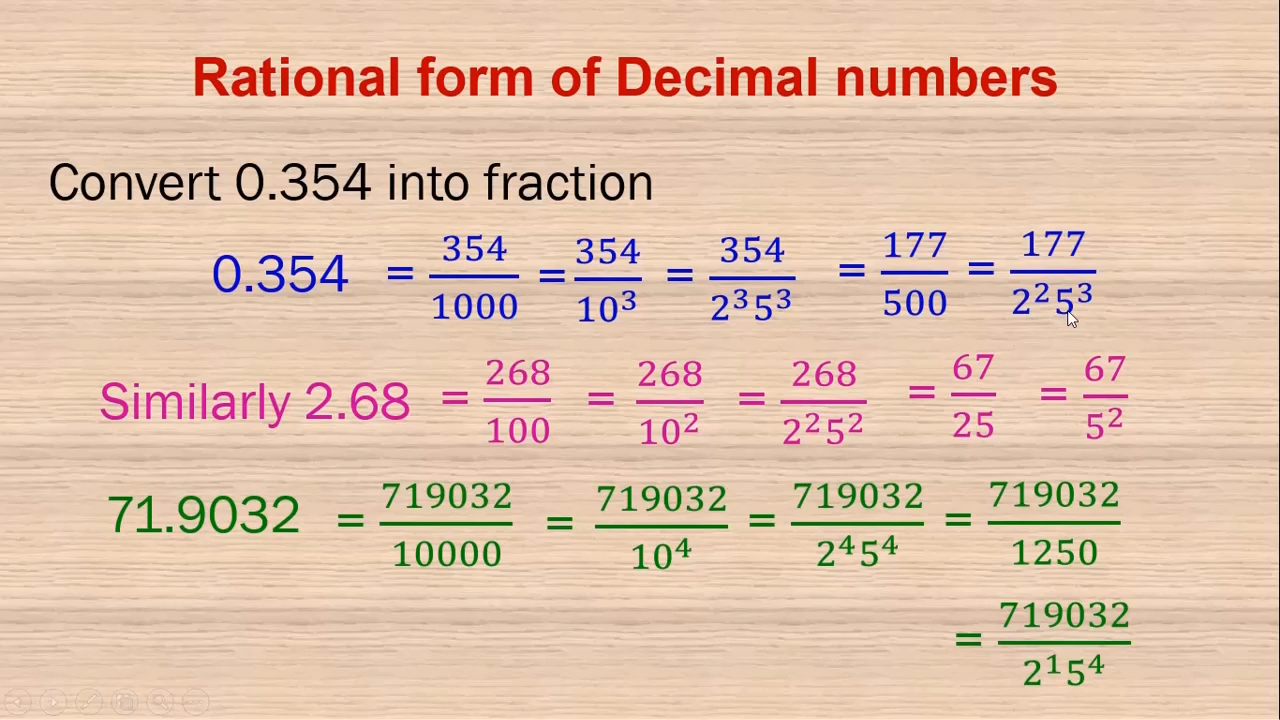 Rational form of Decimal numbers
Convert 0.354 into fraction
0.354 = 354/1000 = 354/10³ = 354/2³5³ = 177/500 = 177/2²5³
Similarly 2.68 = 268/100 = 268/10² = 268/2²5² = 67/25 = 67/5²
71.9032 = 719032/10000 = 719032/10⁴ = 719032/2⁴5⁴ = 719032/1250
= 719032/2¹5⁴